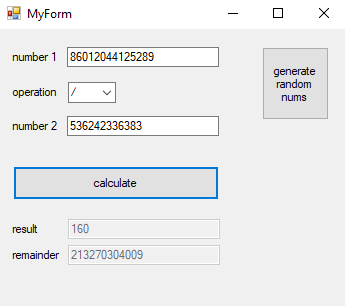 MyForm
number 1 86012044125289
operation /
number 2 536242336383
generate
random
nums
calculate
result 160
remainder 213270304009